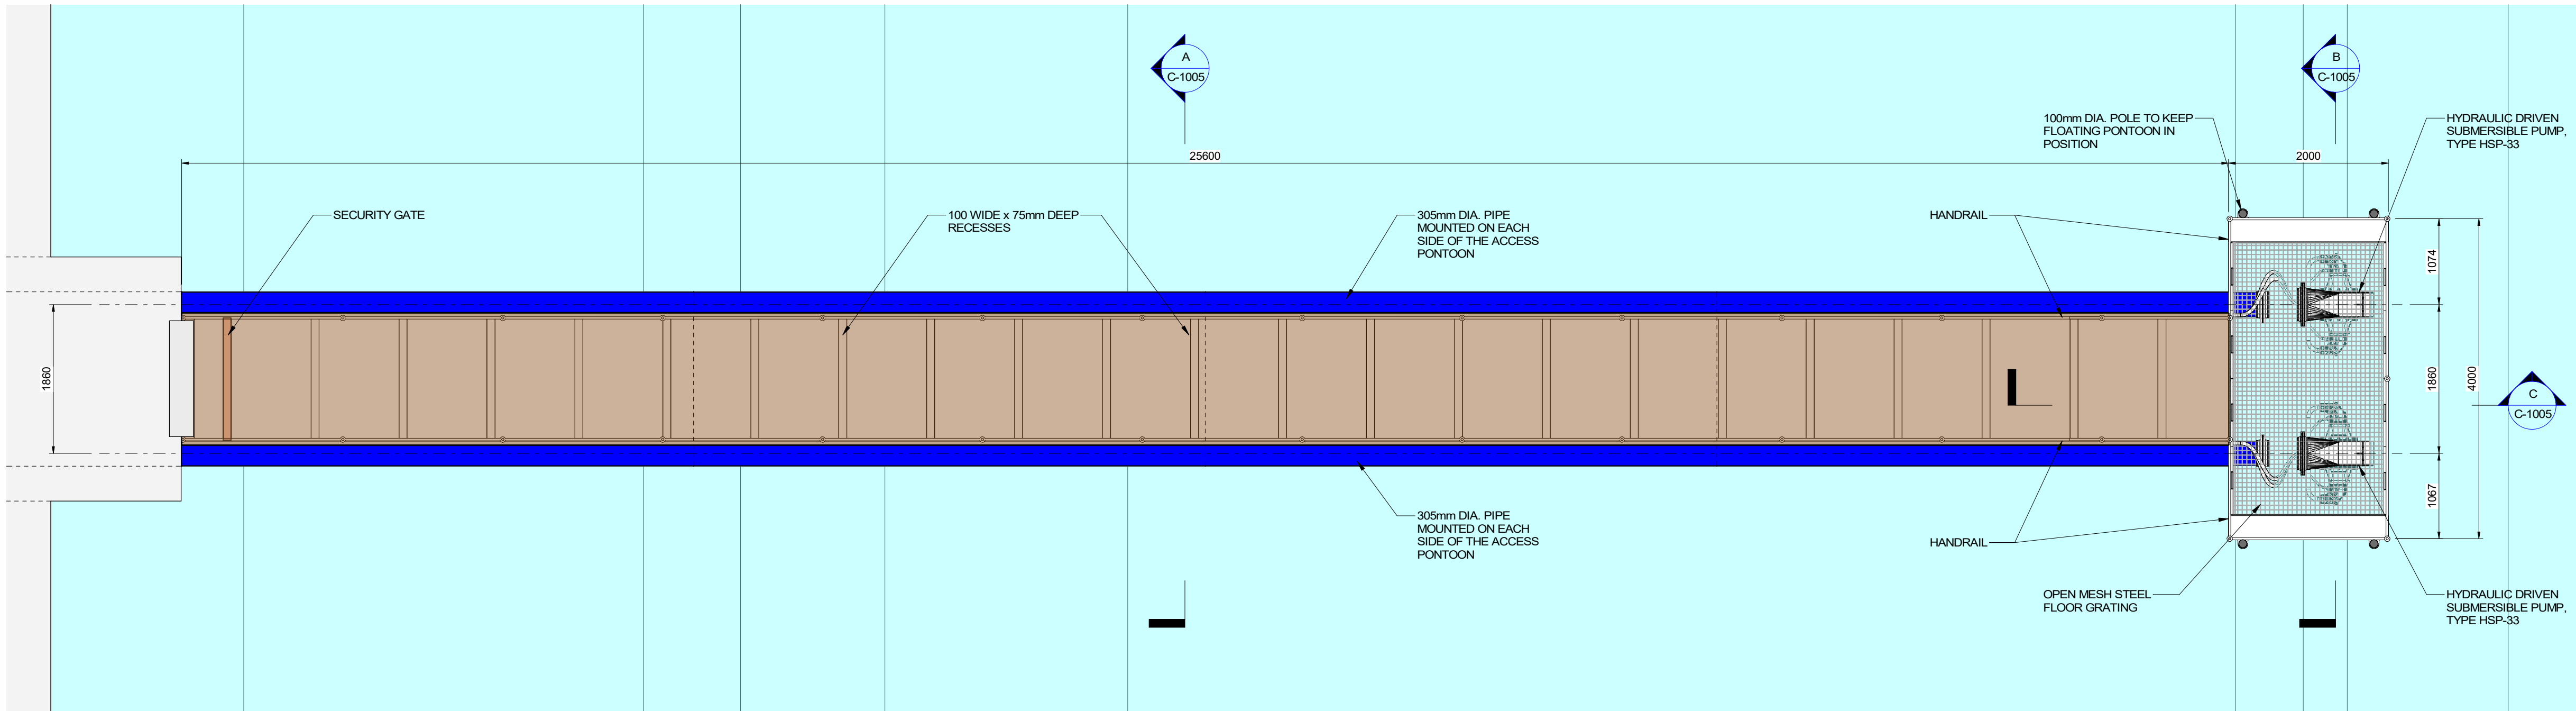 A
C-1005
B
C-1005
100mm DIA. POLE TO KEEP
FLOATING PONTOON IN
POSITION
HYDRAULIC DRIVEN
SUBMERSIBLE PUMP,
TYPE HSP-33
25600
2000
SECURITY GATE
100 WIDE x 75mm DEEP
RECESSES
305mm DIA. PIPE
MOUNTED ON EACH
SIDE OF THE ACCESS
PONTOON
HANDRAIL
1074
1860
1860
4000
C
C-1005
1067
305mm DIA. PIPE
MOUNTED ON EACH
SIDE OF THE ACCESS
PONTOON
HANDRAIL
OPEN MESH STEEL
FLOOR GRATING
HYDRAULIC DRIVEN
SUBMERSIBLE PUMP,
TYPE HSP-33